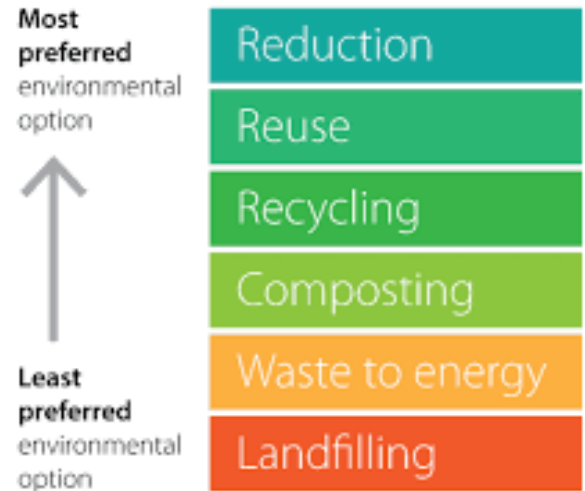 Most
preferred
environmental
option
Reduction
Reuse
Recycling
Composting
Waste to energy
Landfilling
Least
preferred
environmental
option